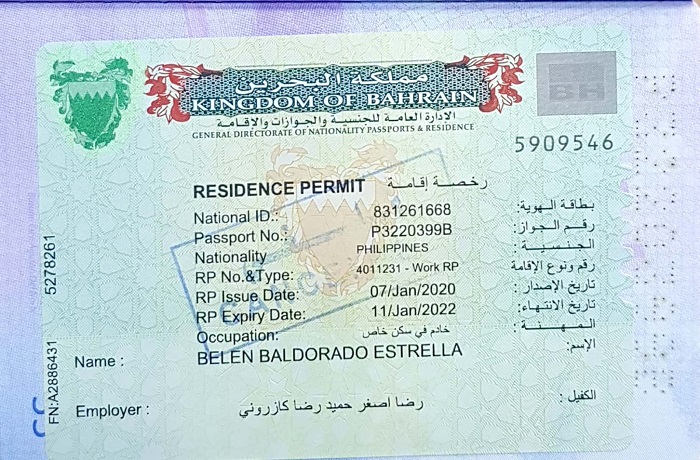 مملكة البحرين
KINGDOM OF BAHRAIN
الإدارة العامة للجنسية والجوازات والإقامة
GENERAL DIRECTORATE OF NATIONALITY PASSPORTS & RESIDENCE
5909546
RESIDENCE PERMIT رخصة إقامة
National ID.: 831261668 بطاقة الهوية:
Passport No.: P3220399B رقم الجواز:
Nationality PHILIPPINES الجنسية:
RP No.&Type: 4011231 - Work RP رقم ونوع الإقامة
RP Issue Date: 07/Jan/2020 تاريخ الإصدار:
RP Expiry Date: 11/Jan/2022 تاريخ الانتهاء:
Occupation: خادم في سكن خاص المهنة:
Name : BELEN BALDORADO ESTRELLA الإسم:
Employer : رضا اصغر حميد رضا كازروني الكفيل :
5278261
FN:A2886431